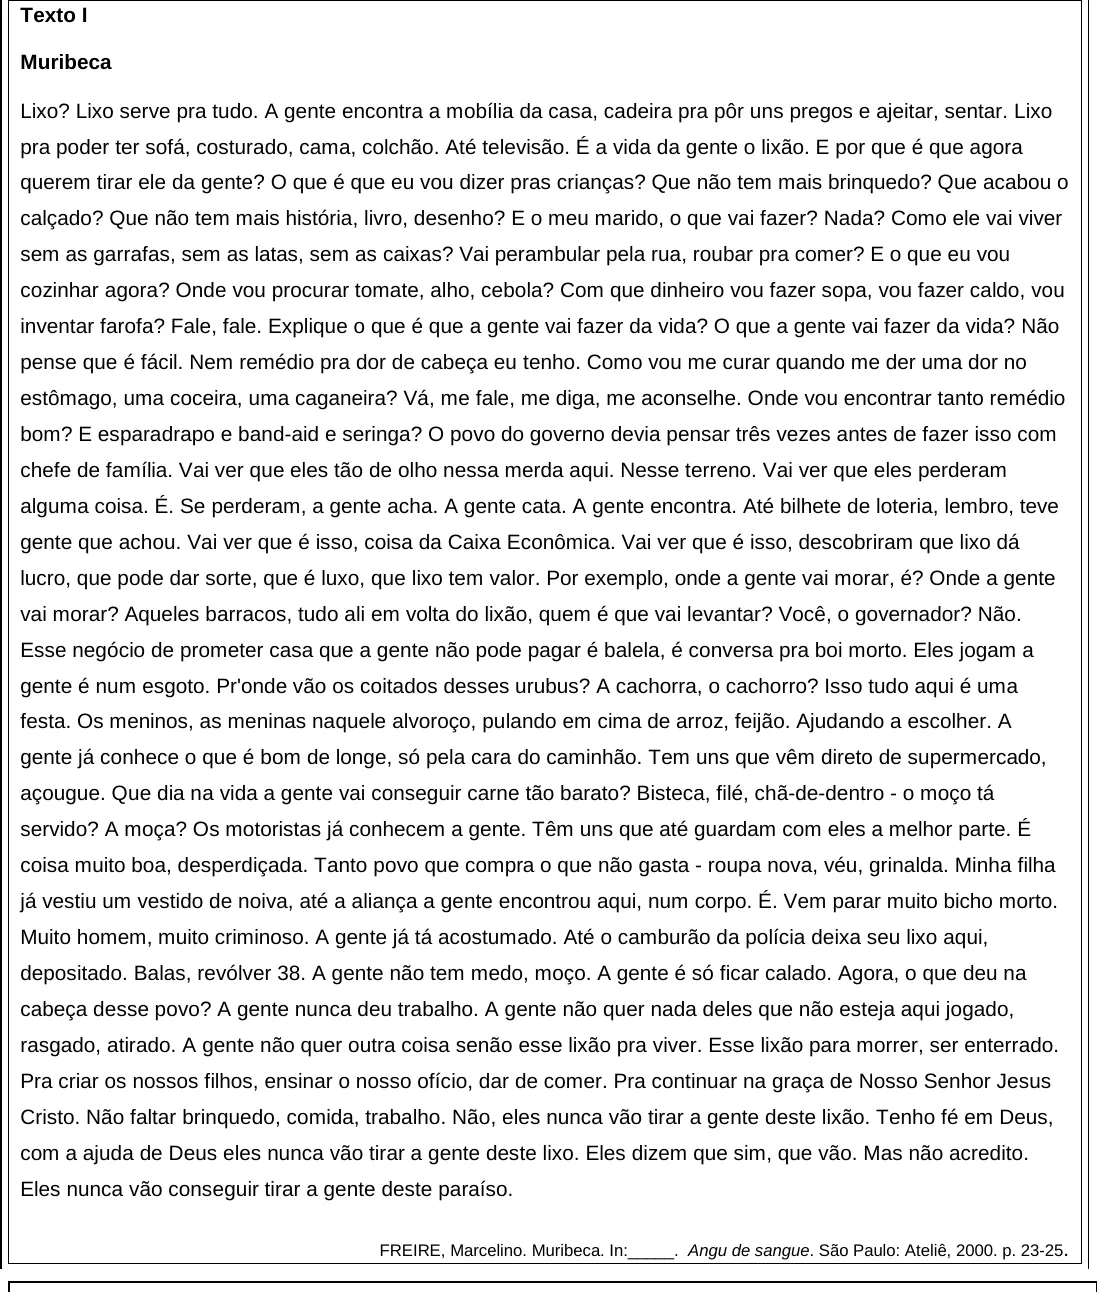 Texto I
Muribeca
Lixo? Lixo serve pra tudo. A gente encontra a mobília da casa, cadeira pra pôr uns pregos e ajeitar, sentar. Lixo
pra poder ter sofá, costurado, cama, colchão. Até televisão. É a vida da gente o lixão. E por que é que agora
querem tirar ele da gente? O que é que eu vou dizer pras crianças? Que não tem mais brinquedo? Que acabou o
calçado? Que não tem mais história, livro, desenho? E o meu marido, o que vai fazer? Nada? Como ele vai viver
sem as garrafas, sem as latas, sem as caixas? Vai perambular pela rua, roubar pra comer? E o que eu vou
cozinhar agora? Onde vou procurar tomate, alho, cebola? Com que dinheiro vou fazer sopa, vou fazer caldo, vou
inventar farofa? Fale, fale. Explique o que é que a gente vai fazer da vida? O que a gente vai fazer da vida? Não
pense que é fácil. Nem remédio pra dor de cabeça eu tenho. Como vou me curar quando me der uma dor no
estômago, uma coceira, uma caganeira? Vá, me fale, me diga, me aconselhe. Onde vou encontrar tanto remédio
bom? E esparadrapo e band-aid e seringa? O povo do governo devia pensar três vezes antes de fazer isso com
chefe de família. Vai ver que eles tão de olho nessa merda aqui. Nesse terreno. Vai ver que eles perderam
alguma coisa. É. Se perderam, a gente acha. A gente cata. A gente encontra. Até bilhete de loteria, lembro, teve
gente que achou. Vai ver que é isso, coisa da Caixa Econômica. Vai ver que é isso, descobriram que lixo dá
lucro, que pode dar sorte, que é luxo, que lixo tem valor. Por exemplo, onde a gente vai morar, é? Onde a gente
vai morar? Aqueles barracos, tudo ali em volta do lixão, quem é que vai levantar? Você, o governador? Não.
Esse negócio de prometer casa que a gente não pode pagar é balela, é conversa pra boi morto. Eles jogam a
gente é num esgoto. Pr'onde vão os coitados desses urubus? A cachorra, o cachorro? Isso tudo aqui é uma
festa. Os meninos, as meninas naquele alvoroço, pulando em cima de arroz, feijão. Ajudando a escolher. A
gente já conhece o que é bom de longe, só pela cara do caminhão. Tem uns que vêm direto de supermercado,
açougue. Que dia na vida a gente vai conseguir carne tão barato? Bisteca, filé, chã-de-dentro - o moço tá
servido? A moça? Os motoristas já conhecem a gente. Têm uns que até guardam com eles a melhor parte. É
coisa muito boa, desperdiçada. Tanto povo que compra o que não gasta - roupa nova, véu, grinalda. Minha filha
já vestiu um vestido de noiva, até a aliança a gente encontrou aqui, num corpo. É. Vem parar muito bicho morto.
Muito homem, muito criminoso. A gente já tá acostumado. Até o camburão da polícia deixa seu lixo aqui,
depositado. Balas, revólver 38. A gente não tem medo, moço. A gente é só ficar calado. Agora, o que deu na
cabeça desse povo? A gente nunca deu trabalho. A gente não quer nada deles que não esteja aqui jogado,
rasgado, atirado. A gente não quer outra coisa senão esse lixão pra viver. Esse lixão para morrer, ser enterrado.
Pra criar os nossos filhos, ensinar o nosso ofício, dar de comer. Pra continuar na graça de Nosso Senhor Jesus
Cristo. Não faltar brinquedo, comida, trabalho. Não, eles nunca vão tirar a gente deste lixão. Tenho fé em Deus,
com a ajuda de Deus eles nunca vão tirar a gente deste lixo. Eles dizem que sim, que vão. Mas não acredito.
Eles nunca vão conseguir tirar a gente deste paraíso.
FREIRE, Marcelino. Muribeca. In:_____. Angu de sangue. São Paulo: Ateliê, 2000. p. 23-25.